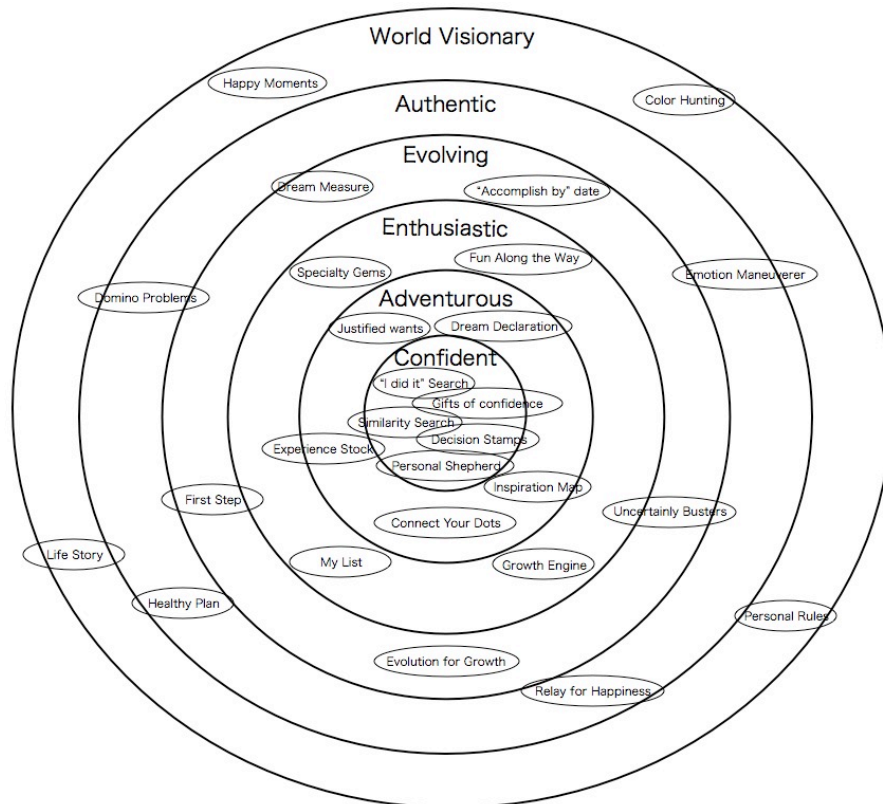 World Visionary
Happy Moments
Color Hunting
Authentic
Evolving
Dream Measure
“Accomplish by” date
Enthusiastic
Fun Along the Way
Specialty Gems
Emotion Maneuverer
Domino Problems
Adventurous
Justified wants
Dream Declaration
Confident
“I did it” Search
Gifts of confidence
Similarity Search
Decision Stamps
Experience Stock
Personal Shepherd
Inspiration Map
First Step
Uncertainly Busters
Connect Your Dots
Life Story
My List
Growth Engine
Healthy Plan
Personal Rules
Evolution for Growth
Relay for Happiness